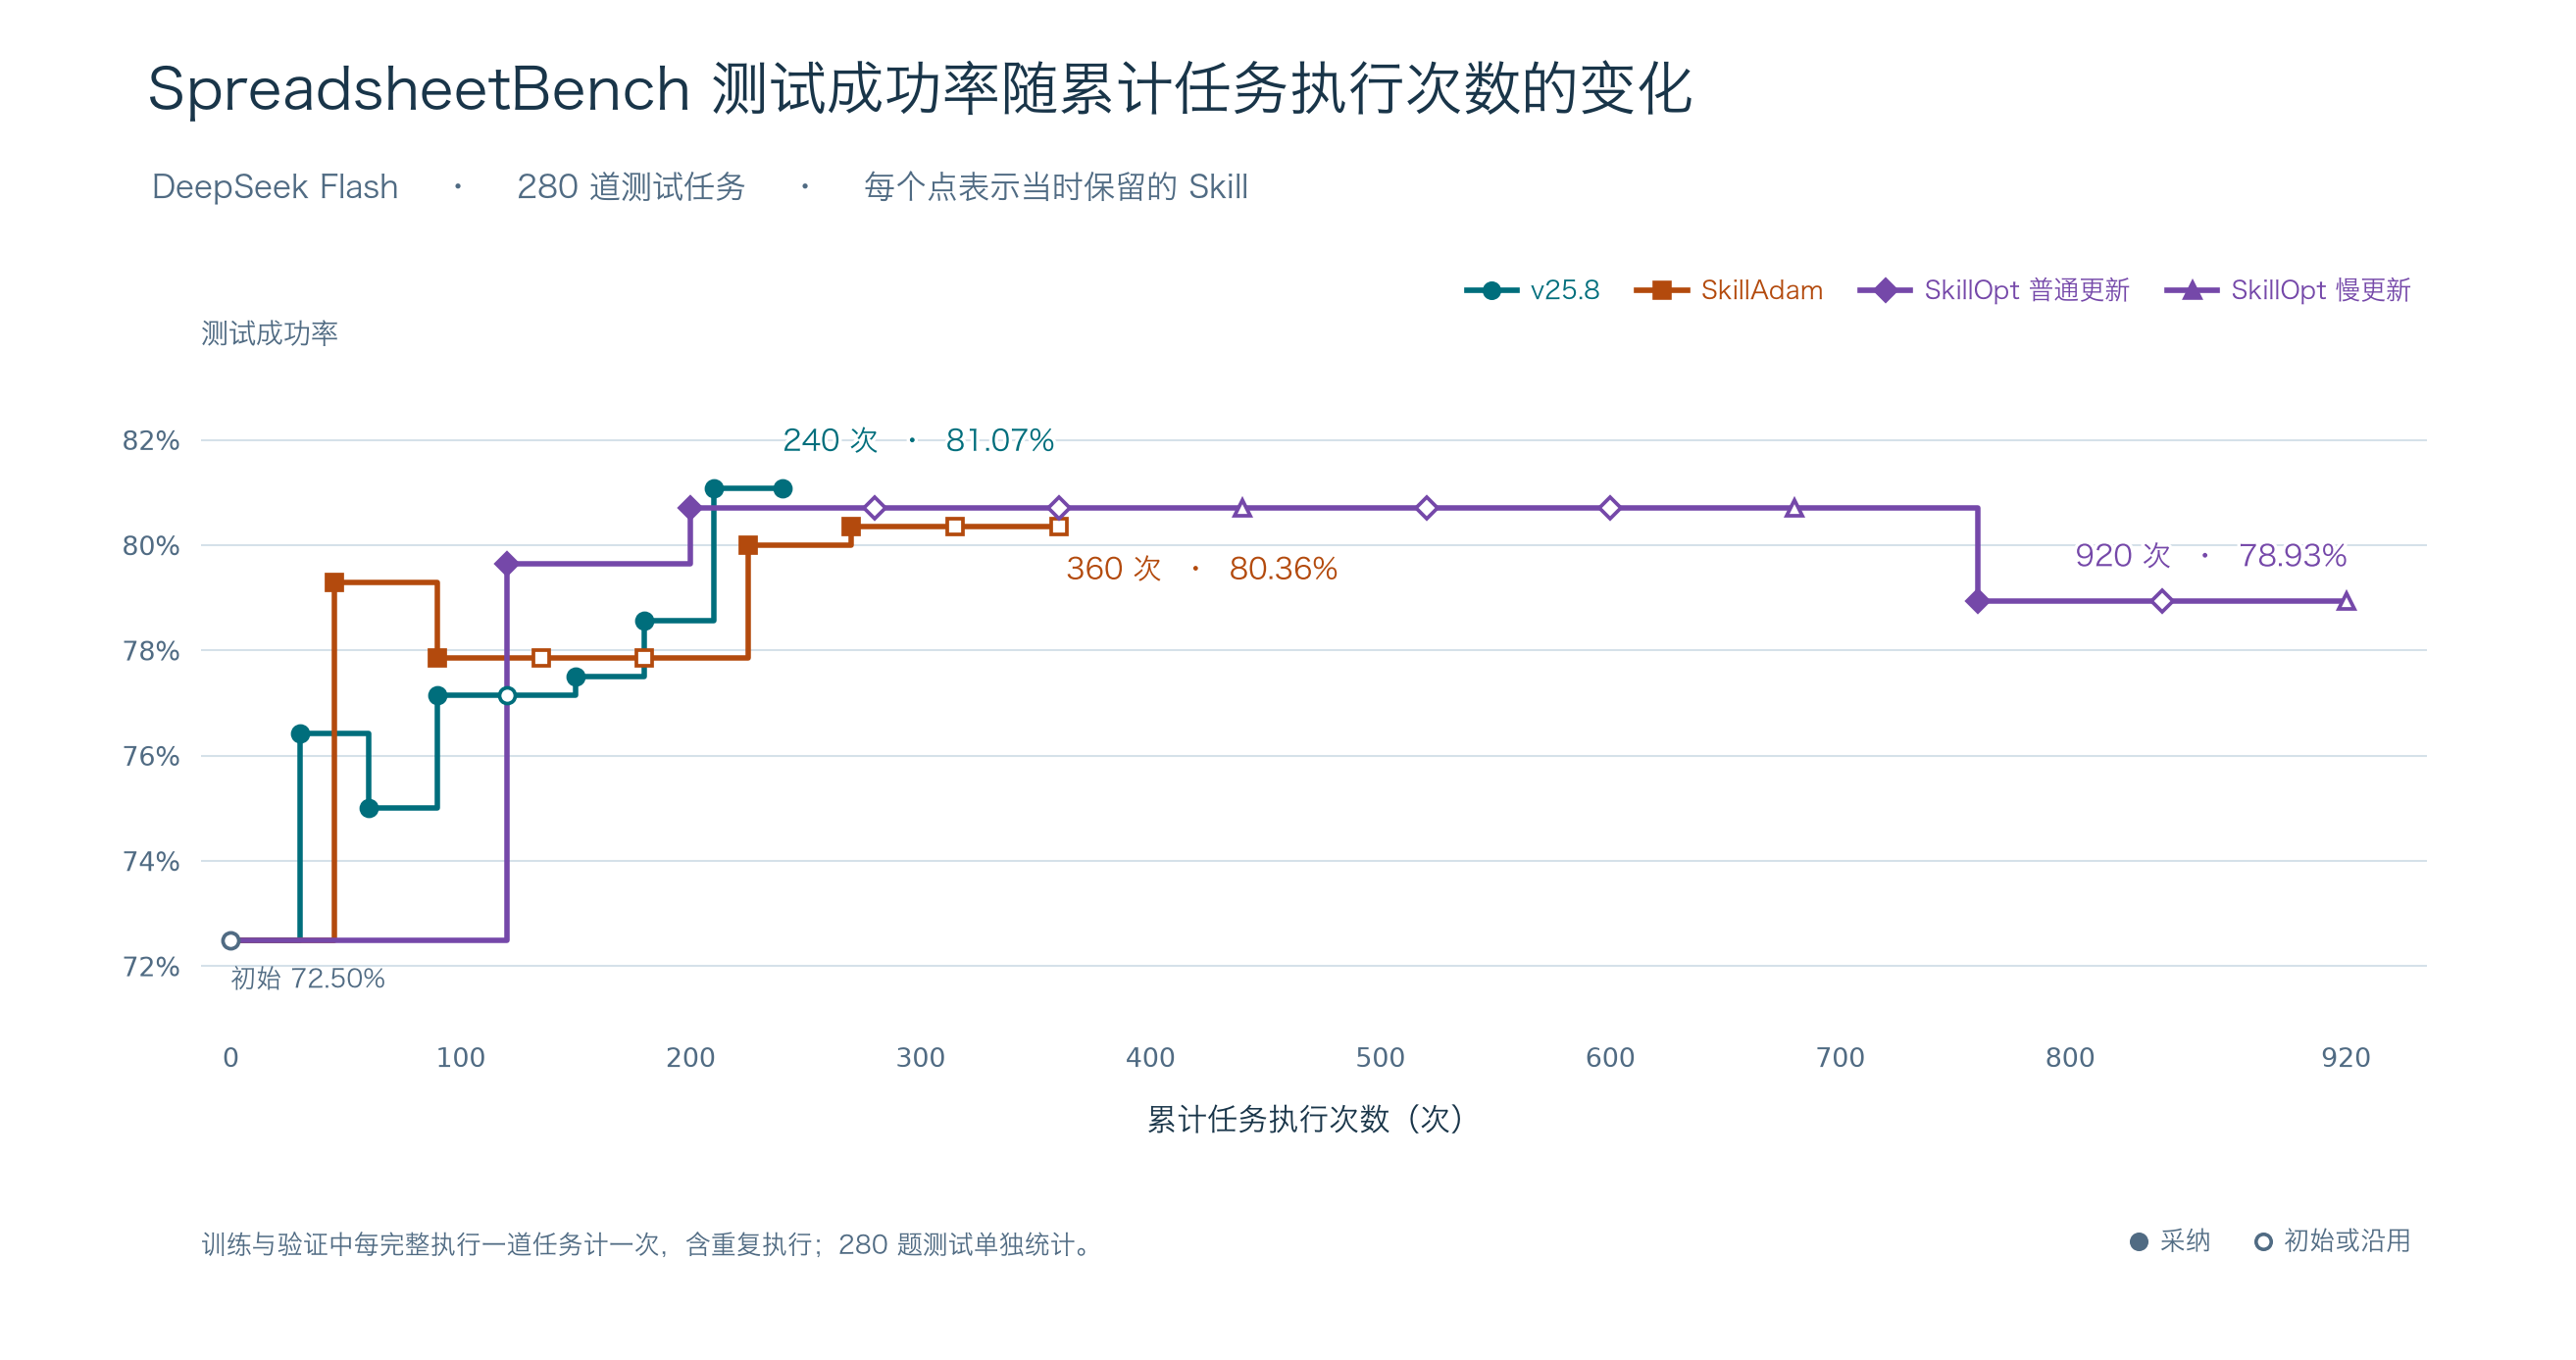 SpreadsheetBench 测试成功率随累计任务执行次数的变化
DeepSeek Flash · 280 道测试任务 · 每个点表示当时保留的 Skill
v25.8 SkillAdam SkillOpt 普通更新 SkillOpt 慢更新
测试成功率
82%
240 次 · 81.07%
80%
920 次 · 78.93%
360 次 · 80.36%
78%
76%
74%
72%
初始 72.50%
0 100 200 300 400 500 600 700 800 920
累计任务执行次数（次）
训练与验证中每完整执行一道任务计一次，含重复执行；280 题测试单独统计。
采纳 初始或沿用